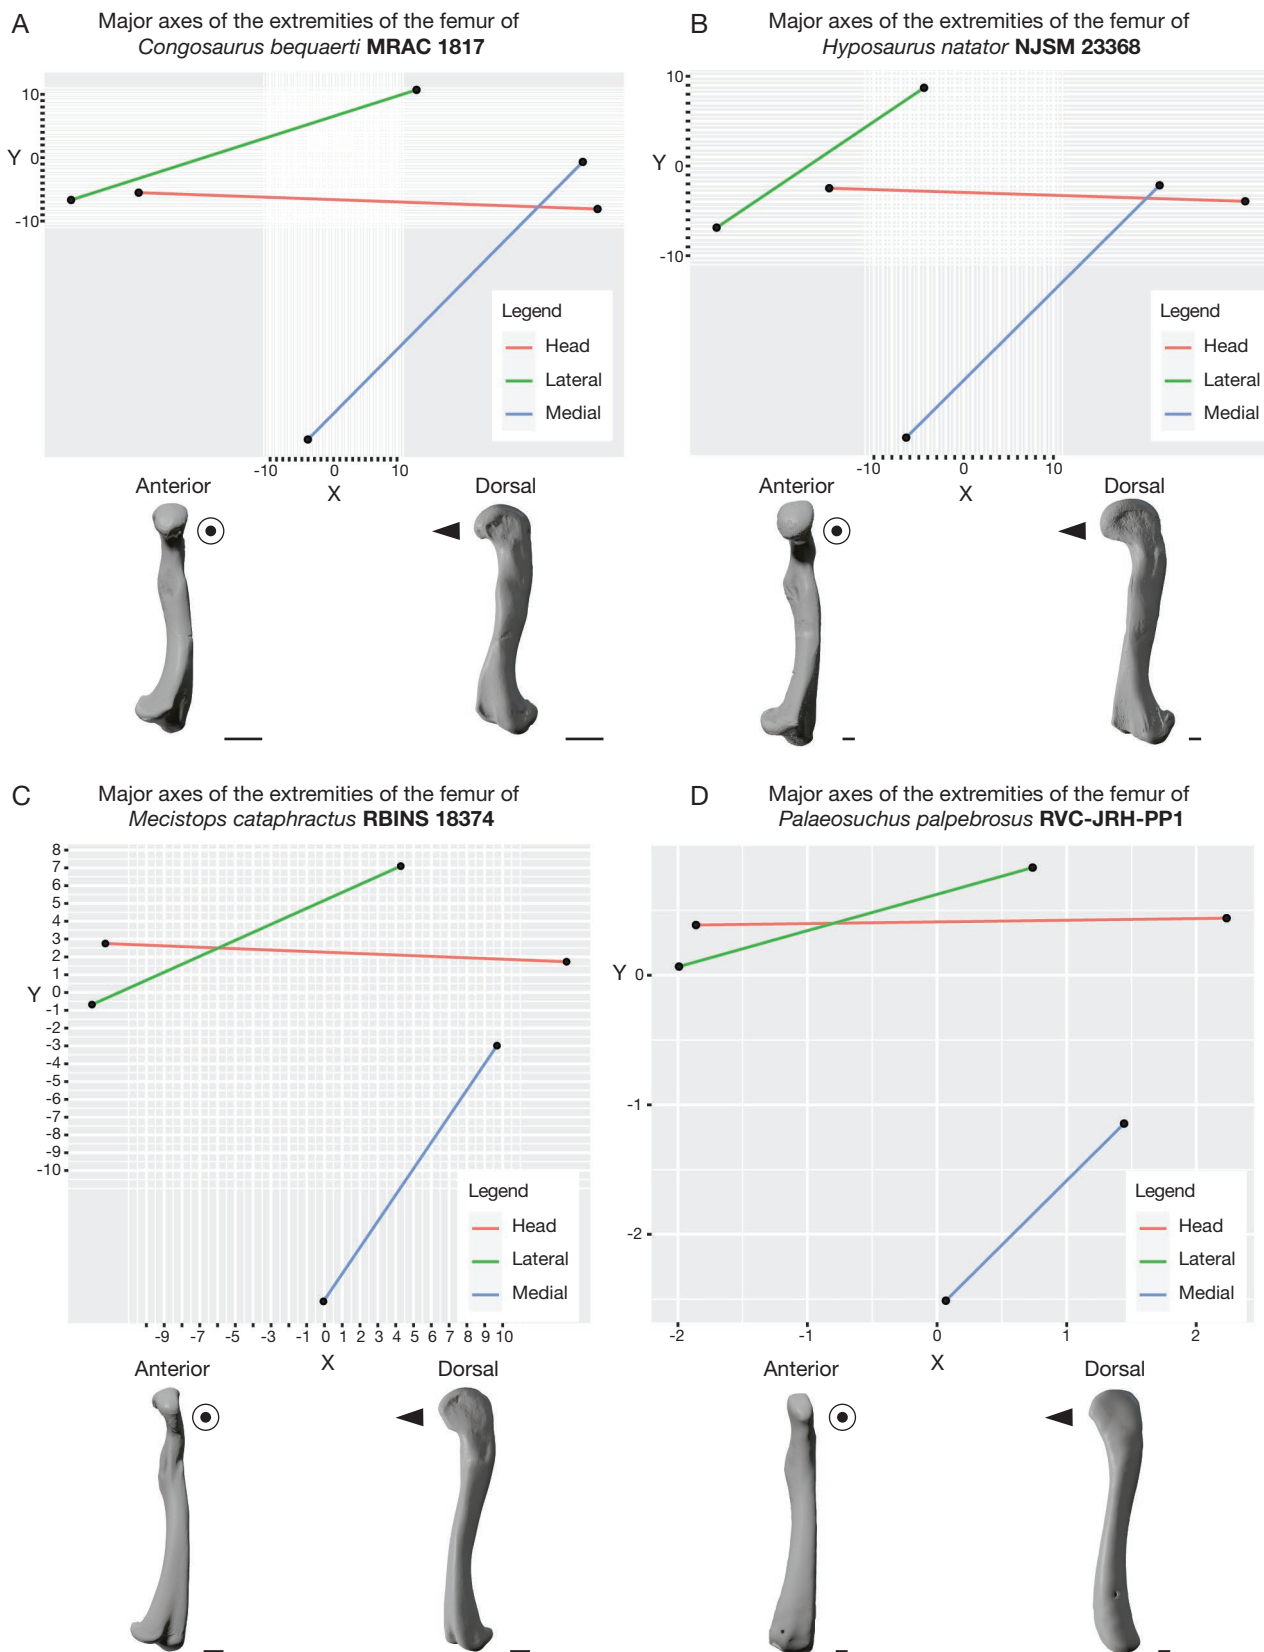 A
Major axes of the extremities of the femur of
Congosaurus bequaerti MRAC 1817
10
Y 0
-10
Legend
Head
Lateral
Medial
-10 0 10
X
Anterior
Dorsal
B
Major axes of the extremities of the femur of
Hyposaurus natator NJSM 23368
10
Y 0
-10
Legend
Head
Lateral
Medial
-10 0 10
X
Anterior
Dorsal
C
Major axes of the extremities of the femur of
Mecistops cataphractus RBINS 18374
8
7
6
5
4
3
2
1
0
Y
-1
-2
-3
-4
-5
-6
-7
-8
-9
-10
Legend
Head
Lateral
Medial
-9 -7 -5 -3 -1 0 1 2 3 4 5 6 7 8 9 10
X
Anterior
Dorsal
D
Major axes of the extremities of the femur of
Palaeosuchus palpebrosus RVC-JRH-PP1
Y 0
-1
-2
Legend
Head
Lateral
Medial
-2 -1 0 1 2
X
Anterior
Dorsal